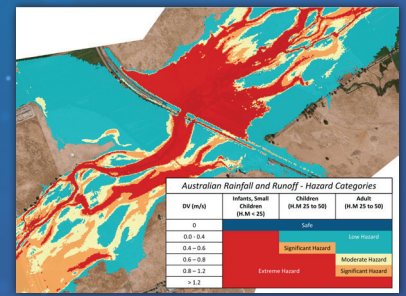 Australian Rainfall and Runoff - Hazard Categories
DV (m/s)
Infants, Small Children (H.M < 25)
Children (H.M 25 to 50)
Adult (H.M 25 to 50)
0
Safe
0.0 - 0.4
Low Hazard
0.4 – 0.6
Significant Hazard
0.6 – 0.8
Moderate Hazard
0.8 – 1.2
Extreme Hazard
Significant Hazard
> 1.2